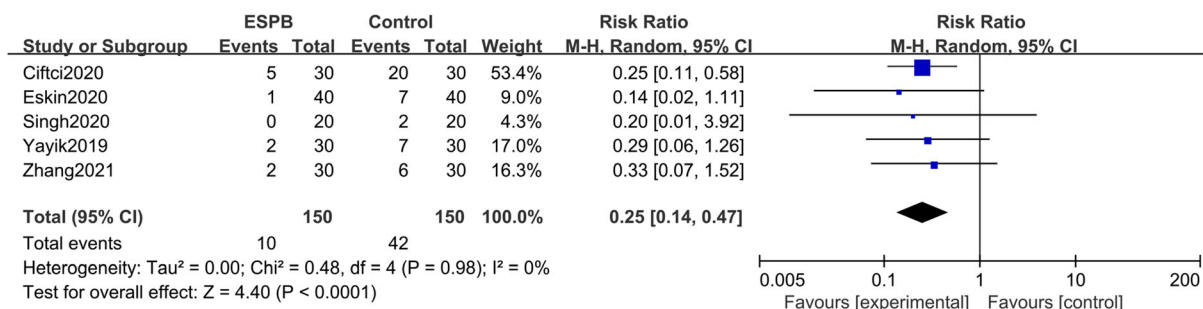 ESPB Control Risk Ratio Risk Ratio
Study or Subgroup Events Total Events Total Weight M-H, Random, 95% CI M-H, Random, 95% CI
Ciftci2020 5 30 20 30 53.4% 0.25 [0.11, 0.58]
Eskin2020 1 40 7 40 9.0% 0.14 [0.02, 1.11]
Singh2020 0 20 2 20 4.3% 0.20 [0.01, 3.92]
Yayik2019 2 30 7 30 17.0% 0.29 [0.06, 1.26]
Zhang2021 2 30 6 30 16.3% 0.33 [0.07, 1.52]
Total (95% CI) 150 150 100.0% 0.25 [0.14, 0.47]
Total events 10 42
Heterogeneity: Tau² = 0.00; Chi² = 0.48, df = 4 (P = 0.98); I² = 0%
Test for overall effect: Z = 4.40 (P < 0.0001)
0.005 0.1 1 10 200
Favours [experimental] Favours [control]